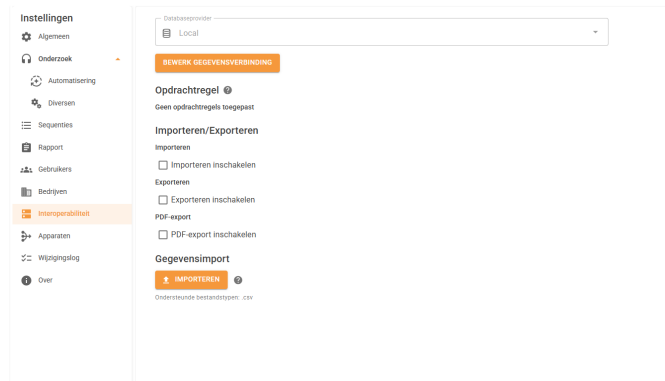 Instellingen
Algemeen
Onderzoek
Automatisering
Diversen
Sequenties
Rapport
Gebruikers
Bedrijven
Interoperabiliteit
Apparaten
Wijzigingslog
Over
Databaseprovider
Local
BEWERK GEGEVENSVERBINDING
Opdrachtregel
Geen opdrachtregels toegepast
Importeren/Exporteren
Importeren
Importeren inschakelen
Exporteren
Exporteren inschakelen
PDF-export
PDF-export inschakelen
Gegevensimport
IMPORTEREN
Ondersteunde bestandstypen: .csv